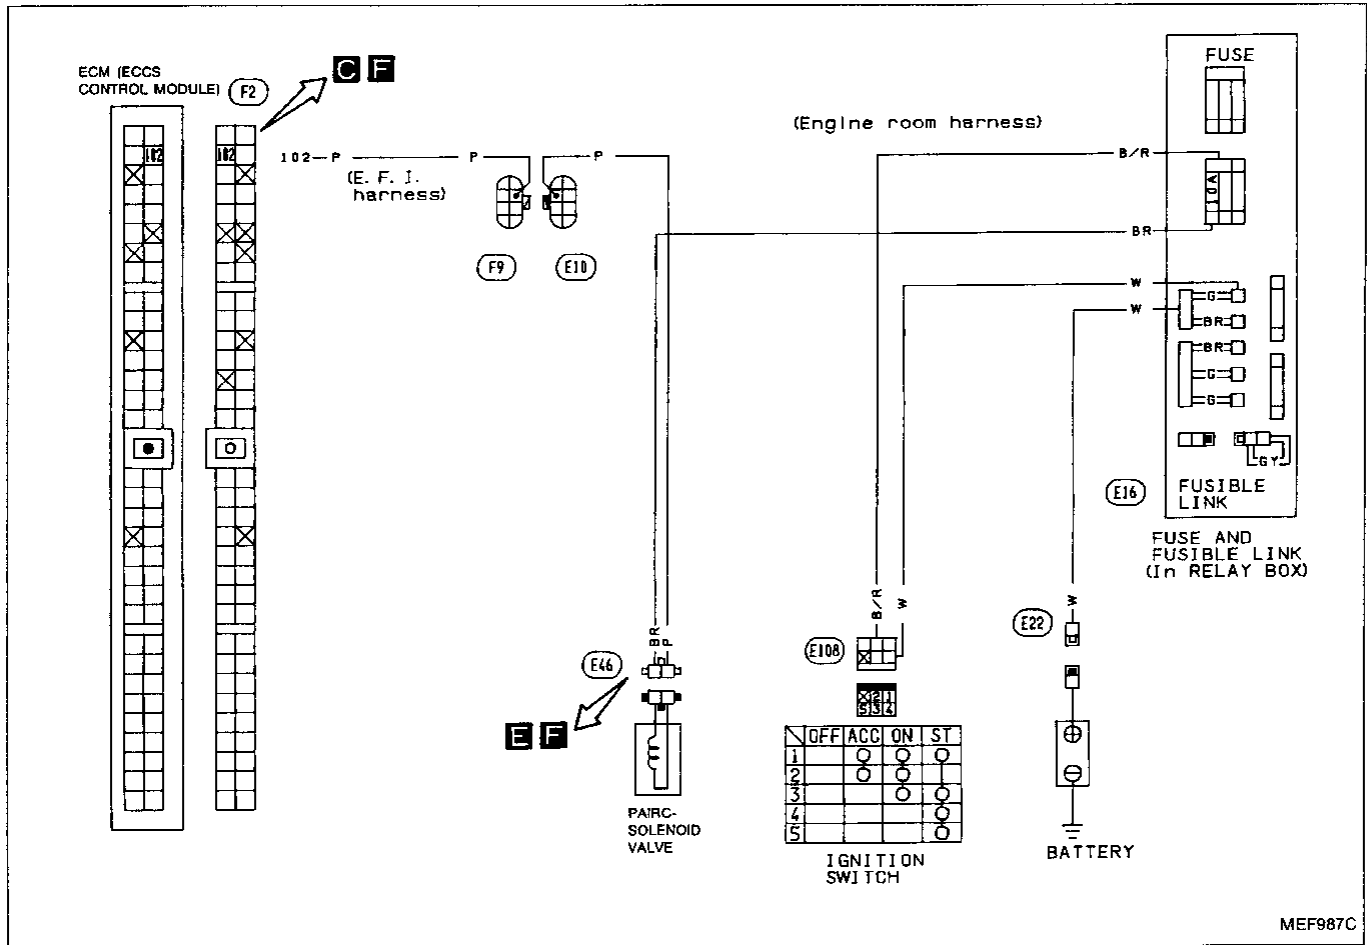 ECM (ECCS
CONTROL MODULE)
F2
C F
102
102
102 P
P
P
(E. F. I.
harness)
F9
E10
(Engine room harness)
FUSE
B/R
10A
BR
W
W
G
BR
BR
G
G
GY
FUSIBLE
LINK
E16
FUSE AND
FUSIBLE LINK
(In RELAY BOX)
BR
P
E46
E F
PAIRC-
SOLENOID
VALVE
B/R
W
E108
2 1
5 3 4
OFF ACC ON ST
1
2
3
4
5
IGNITION
SWITCH
W
E22
BATTERY
MEF987C